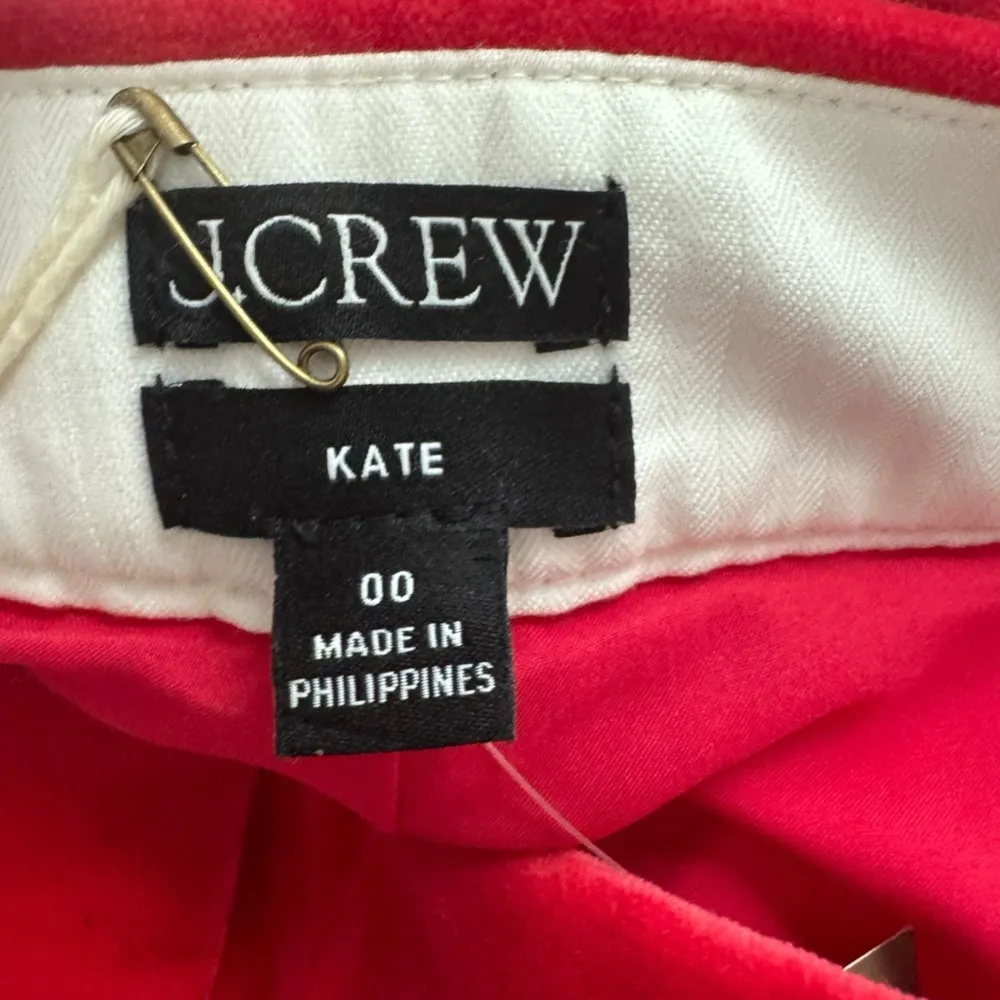 J.CREW
KATE
00
MADE IN
PHILIPPINES